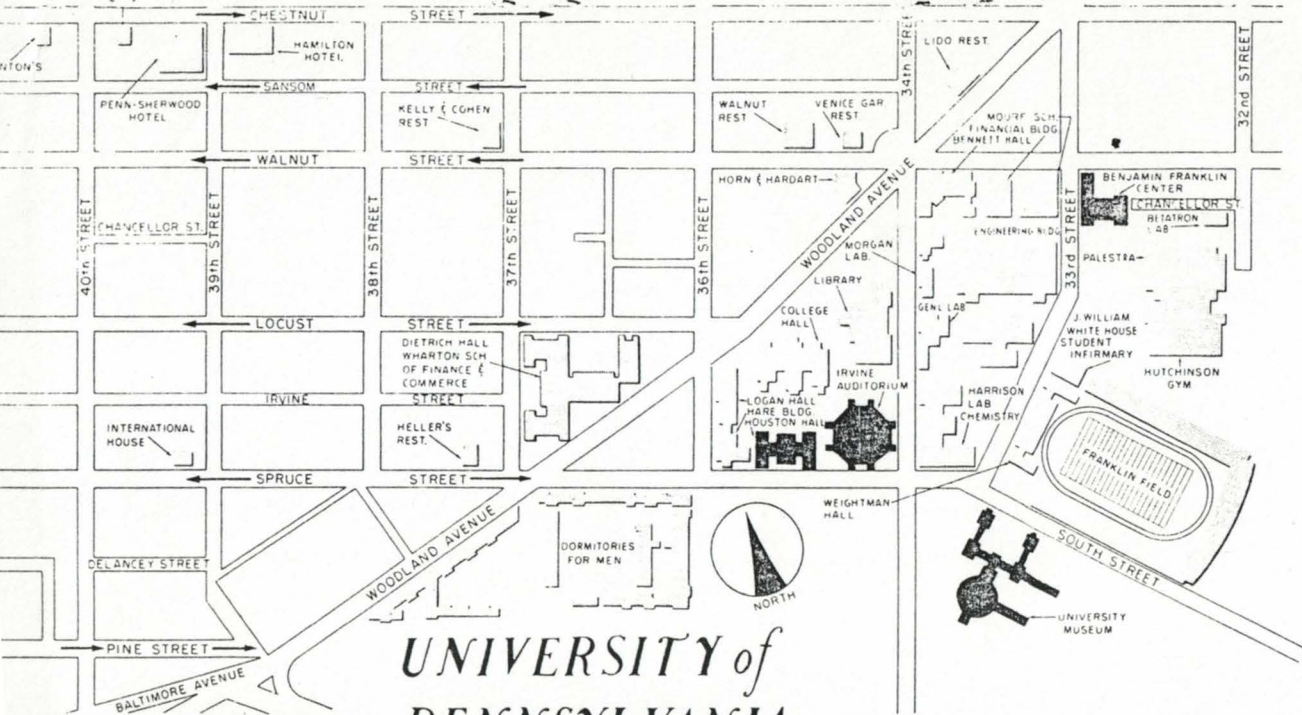 CHESTNUT STREET
NTON'S
HAMILTON
HOTEL
LIDO REST.
34th STREE
32nd STREET
SANSOM STREET
PENN-SHERWOOD
HOTEL
KELLY & COHEN
REST
WALNUT
REST
VENICE GAR.
REST
MOORE SCH.
FINANCIAL BLDG.
BENNETT HALL
WALNUT STREET
HORN & HARDART
WOODLAND AVENUE
BENJAMIN FRANKLIN
CENTER
CHANCELLOR ST.
BETATRON
LAB
40th STREET
CHANCELLOR ST.
39th STREET
38th STREET
37th STREET
36th STREET
33rd STREET
ENGINEERING BLDG
MORGAN
LAB.
PALESTRA
LIBRARY
GENL LAB
COLLEGE
HALL
LOCUST STREET
J. WILLIAM
WHITE HOUSE
STUDENT
INFIRMARY
DIETRICH HALL
WHARTON SCH
OF FINANCE &
COMMERCE
HUTCHINSON
GYM
IRVINE
AUDITORIUM
HARRISON
LAB
CHEMISTRY
IRVINE STREET
LOGAN HALL
HARE BLDG.
HOUSTON HALL
INTERNATIONAL
HOUSE
HELLER'S
REST.
FRANKLIN FIELD
SPRUCE STREET
WEIGHTMAN
HALL
WOODLAND AVENUE
DORMITORIES
FOR MEN
SOUTH STREET
DELANCEY STREET
NORTH
UNIVERSITY
MUSEUM
PINE STREET
BALTIMORE AVENUE
UNIVERSITY of
PENNSYLVANIA